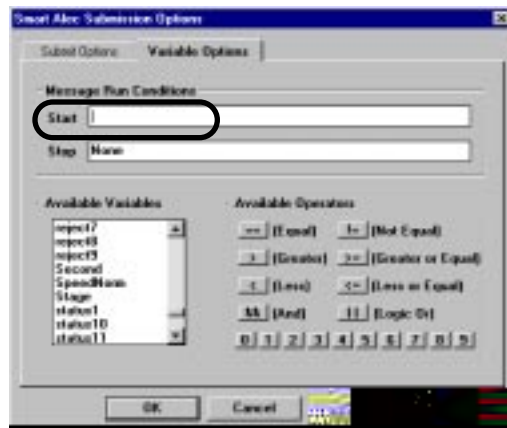 Smart Alec Submission Options
Submit Options Variable Options
Message Run Conditions
Start
Stop None
Available Variables
reject7
reject8
reject9
Second
SpeedNorm
Stage
status1
status10
status11
Available Operators
== (Equal) != (Not Equal)
> (Greater) >= (Greater or Equal)
< (Less) <= (Less or Equal)
&& (And) || (Logic Or)
0 1 2 3 4 5 6 7 8 9
OK Cancel